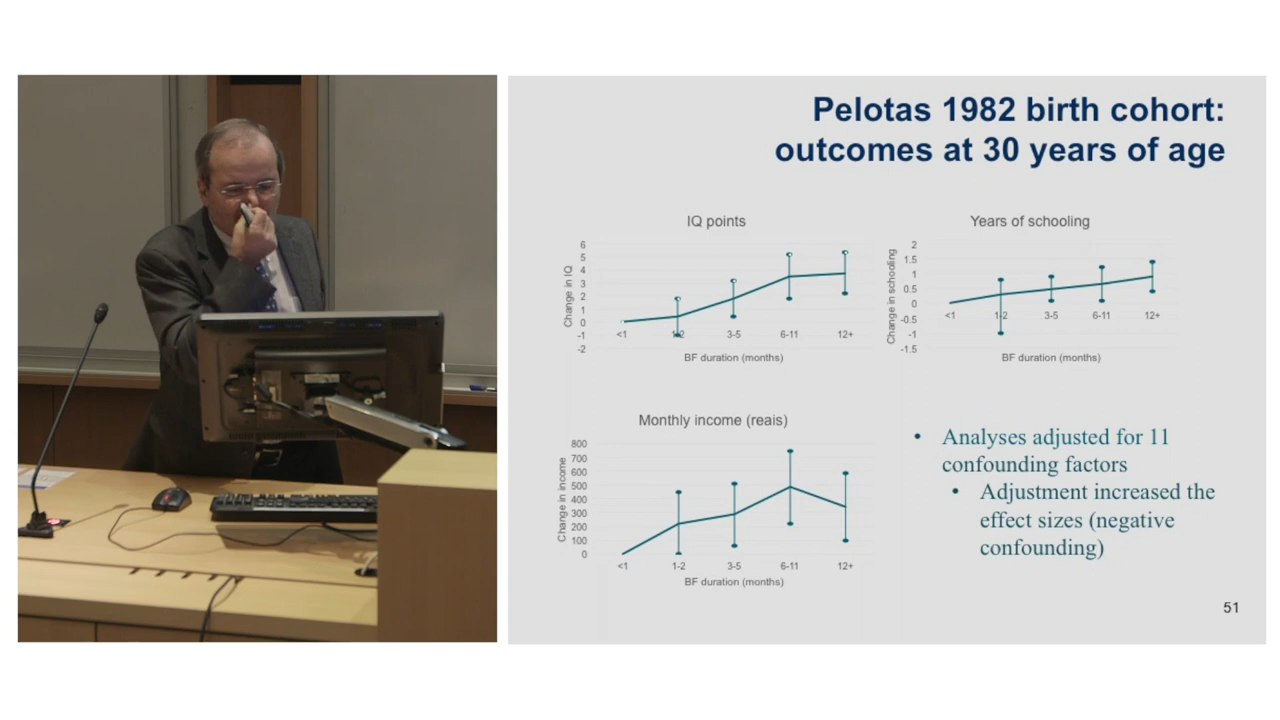 Pelotas 1982 birth cohort:
outcomes at 30 years of age
IQ points
Change in IQ
6
5
4
3
2
1
0
-1
-2
<1
1-2
3-5
6-11
12+
BF duration (months)
Years of schooling
Change in schooling
2
1.5
1
0.5
0
-0.5
-1
-1.5
<1
1-2
3-5
6-11
12+
BF duration (months)
Monthly income (reais)
Change in income
800
700
600
500
400
300
200
100
0
<1
1-2
3-5
6-11
12+
BF duration (months)
• Analyses adjusted for 11
confounding factors
• Adjustment increased the
effect sizes (negative
confounding)
51